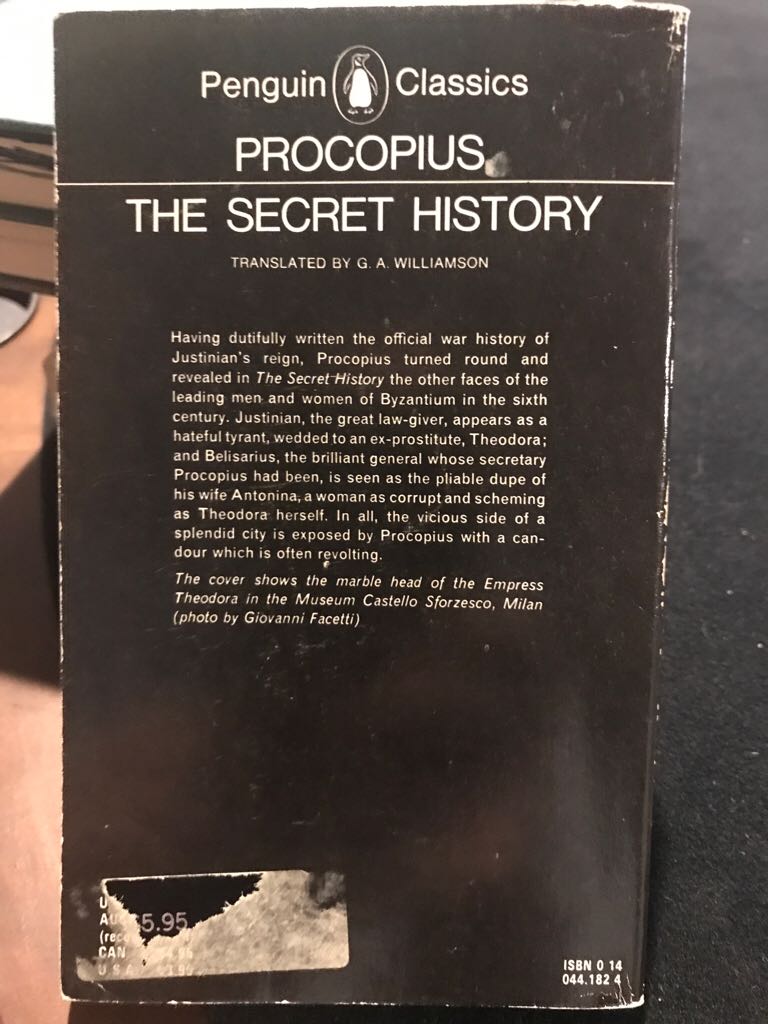 Penguin Classics
PROCOPIUS
THE SECRET HISTORY
TRANSLATED BY G. A. WILLIAMSON
Having dutifully written the official war history of
Justinian's reign, Procopius turned round and
revealed in The Secret History the other faces of the
leading men and women of Byzantium in the sixth
century. Justinian, the great law-giver, appears as a
hateful tyrant, wedded to an ex-prostitute, Theodora;
and Belisarius, the brilliant general whose secretary
Procopius had been, is seen as the pliable dupe of
his wife Antonina, a woman as corrupt and scheming
as Theodora herself. In all, the vicious side of a
splendid city is exposed by Procopius with a can-
dour which is often revolting.
The cover shows the marble head of the Empress
Theodora in the Museum Castello Sforzesco, Milan
(photo by Giovanni Facetti)
5.95
CAN
USA
ISBN 0 14
044.182 4